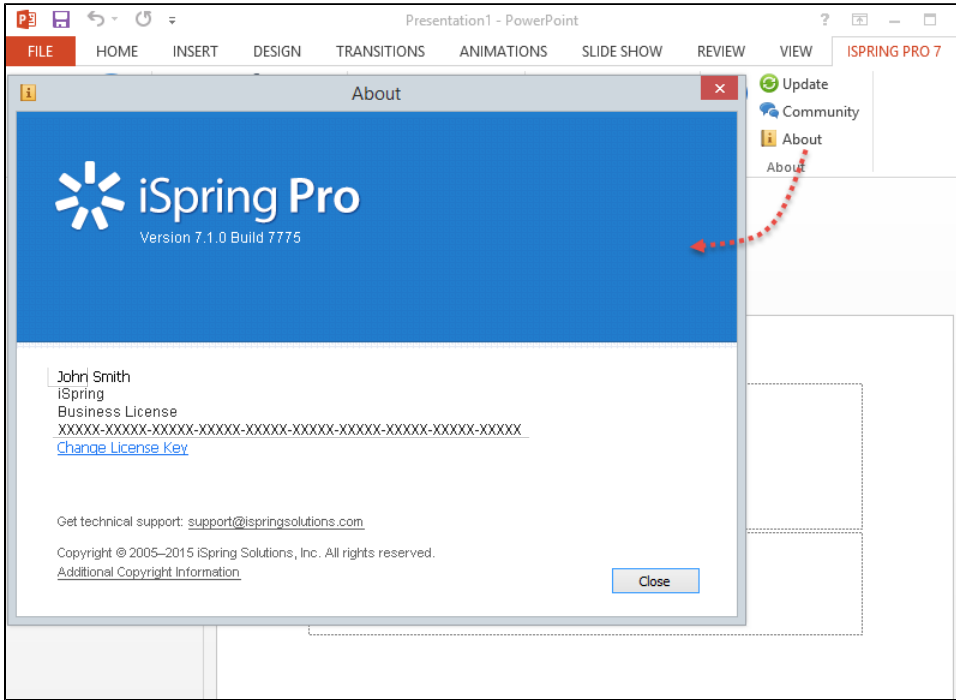 Presentation1 - PowerPoint
?
FILE HOME INSERT DESIGN TRANSITIONS ANIMATIONS SLIDE SHOW REVIEW VIEW ISPRING PRO 7
About
Update
Community
About
About
iSpring Pro
Version 7.1.0 Build 7775
John Smith
iSpring
Business License
XXXXX-XXXXX-XXXXX-XXXXX-XXXXX-XXXXX-XXXXX-XXXXX-XXXXX-XXXXX
Change License Key
Get technical support: support@ispringsolutions.com
Copyright © 2005–2015 iSpring Solutions, Inc. All rights reserved.
Additional Copyright Information
Close